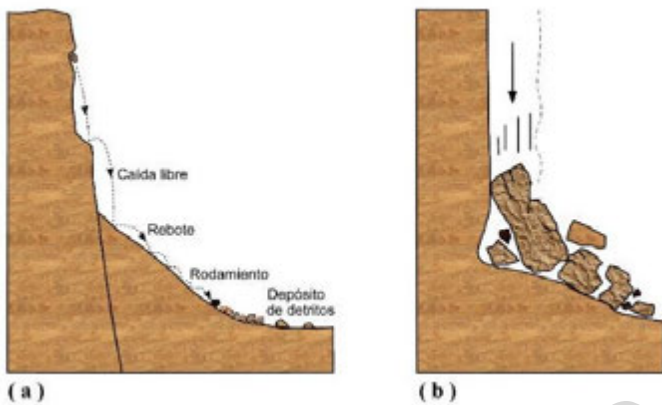 Caída libre
Rebote
Rodamiento
Depósito
de detritos
( a )
( b )